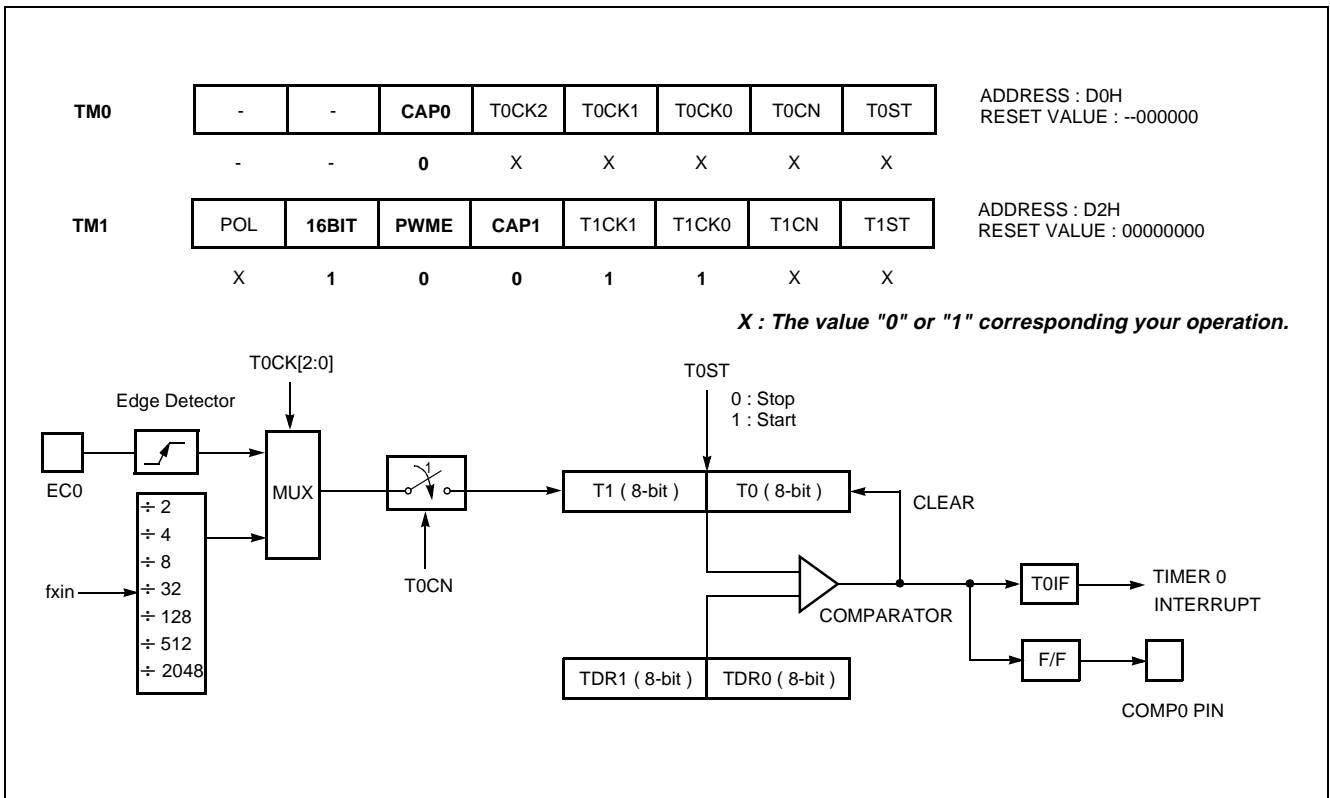 TM0 - - CAP0 T0CK2 T0CK1 T0CK0 T0CN T0ST ADDRESS : D0H
RESET VALUE : --000000
- - 0 X X X X X
TM1 POL 16BIT PWME CAP1 T1CK1 T1CK0 T1CN T1ST ADDRESS : D2H
RESET VALUE : 00000000
X 1 0 0 1 1 X X
X : The value "0" or "1" corresponding your operation.
T0CK[2:0]
T0ST
0 : Stop
1 : Start
Edge Detector
EC0
MUX
1
T0CN
T1 ( 8-bit ) T0 ( 8-bit )
CLEAR
fxin
÷ 2
÷ 4
÷ 8
÷ 32
÷ 128
÷ 512
÷ 2048
COMPARATOR
T0IF
TIMER 0
INTERRUPT
F/F
COMP0 PIN
TDR1 ( 8-bit ) TDR0 ( 8-bit )